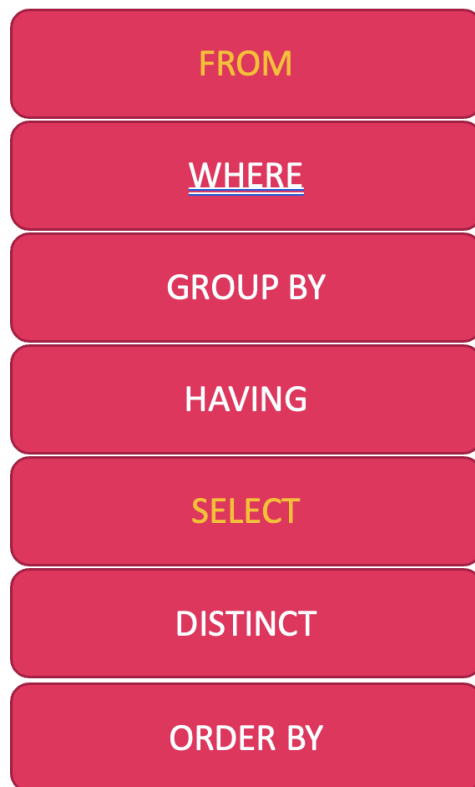 FROM
WHERE
GROUP BY
HAVING
SELECT
DISTINCT
ORDER BY